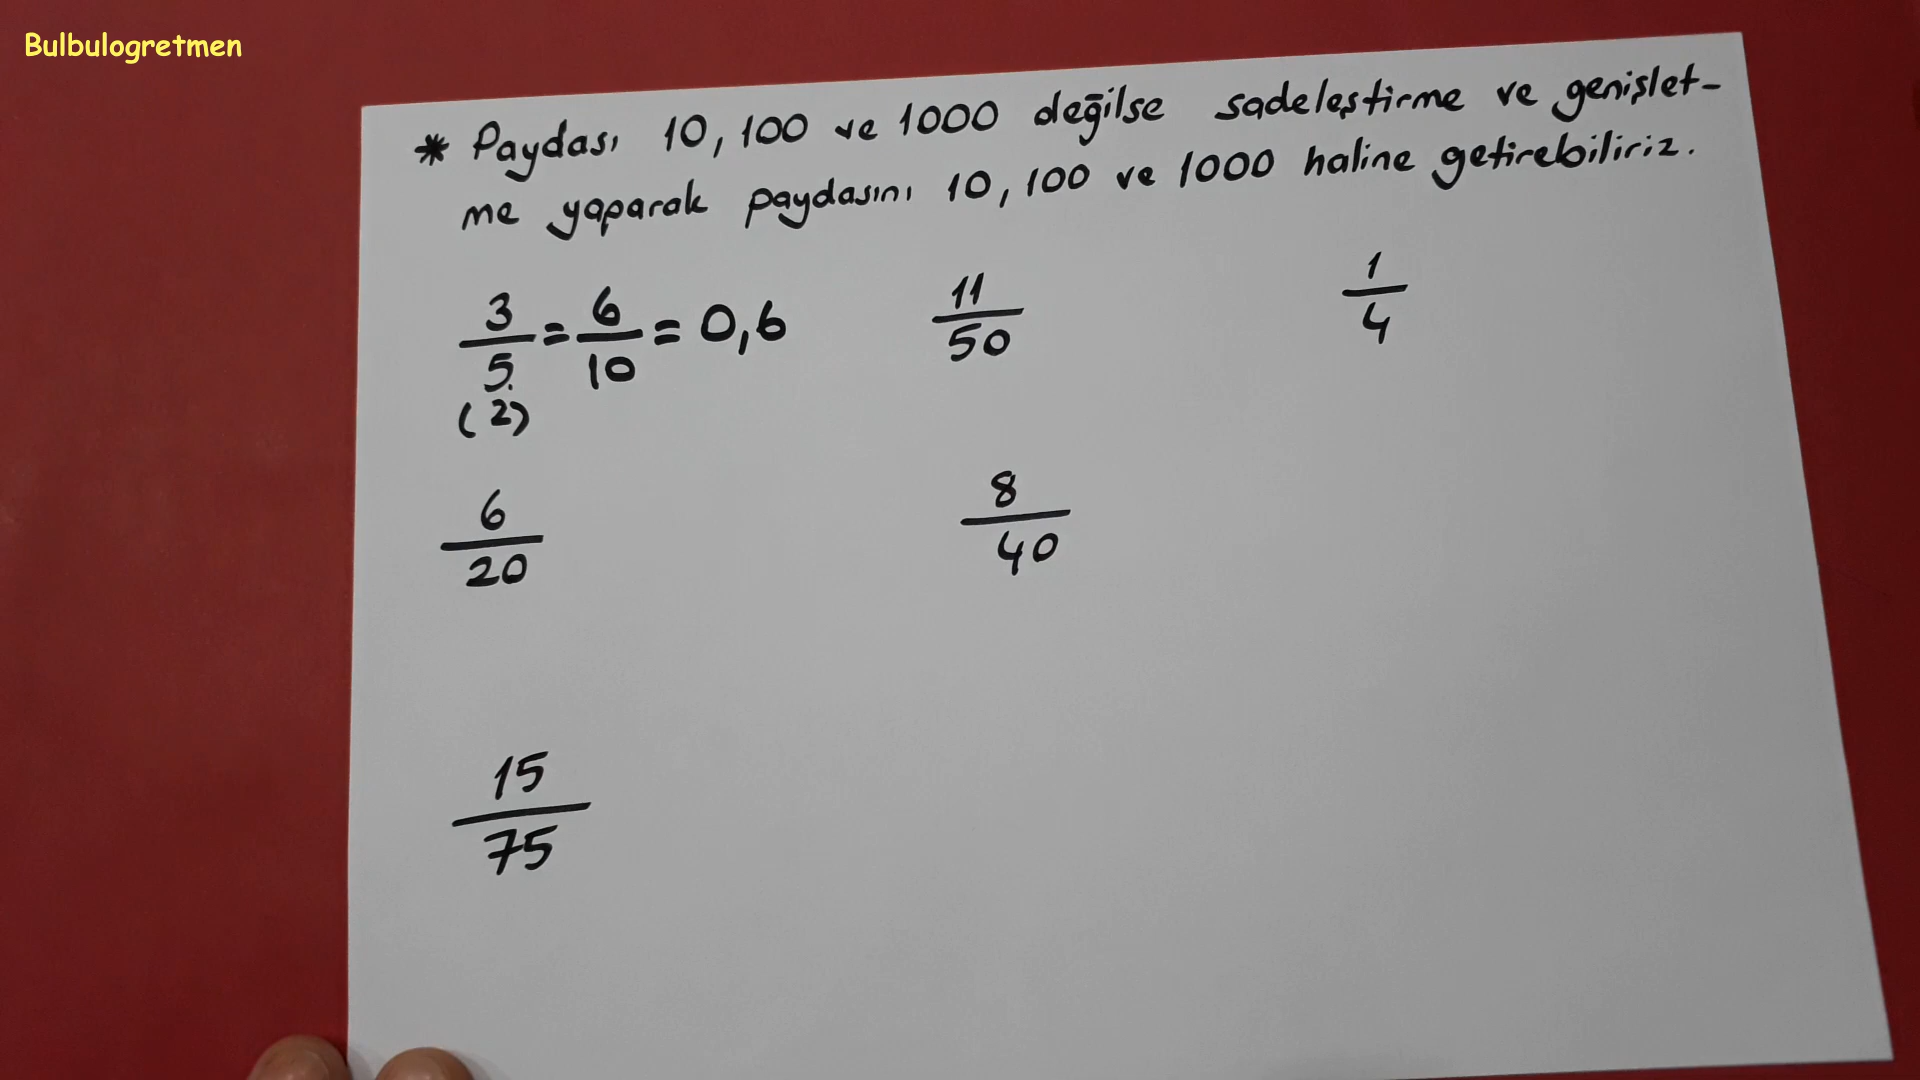 Bulbulogretmen
* Paydası 10, 100 ve 1000 değilse sadeleştirme ve genişlet-
me yaparak paydasını 10, 100 ve 1000 haline getirebiliriz.
3/5 = 6/10 = 0,6
(2)
11/50
1/4
6/20
8/40
15/75